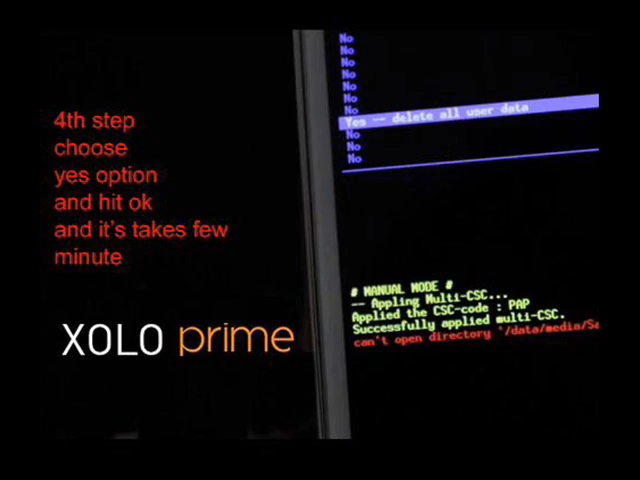 4th step
choose
yes option
and hit ok
and it's takes few
minute
XOLO prime
No
No
No
No
No
No
No
Yes -- delete all user data
No
No
No
# MANUAL MODE #
-- Appling Multi-CSC...
Applied the CSC-code : PAP
Successfully applied multi-CSC.
can't open directory '/data/media/Sa